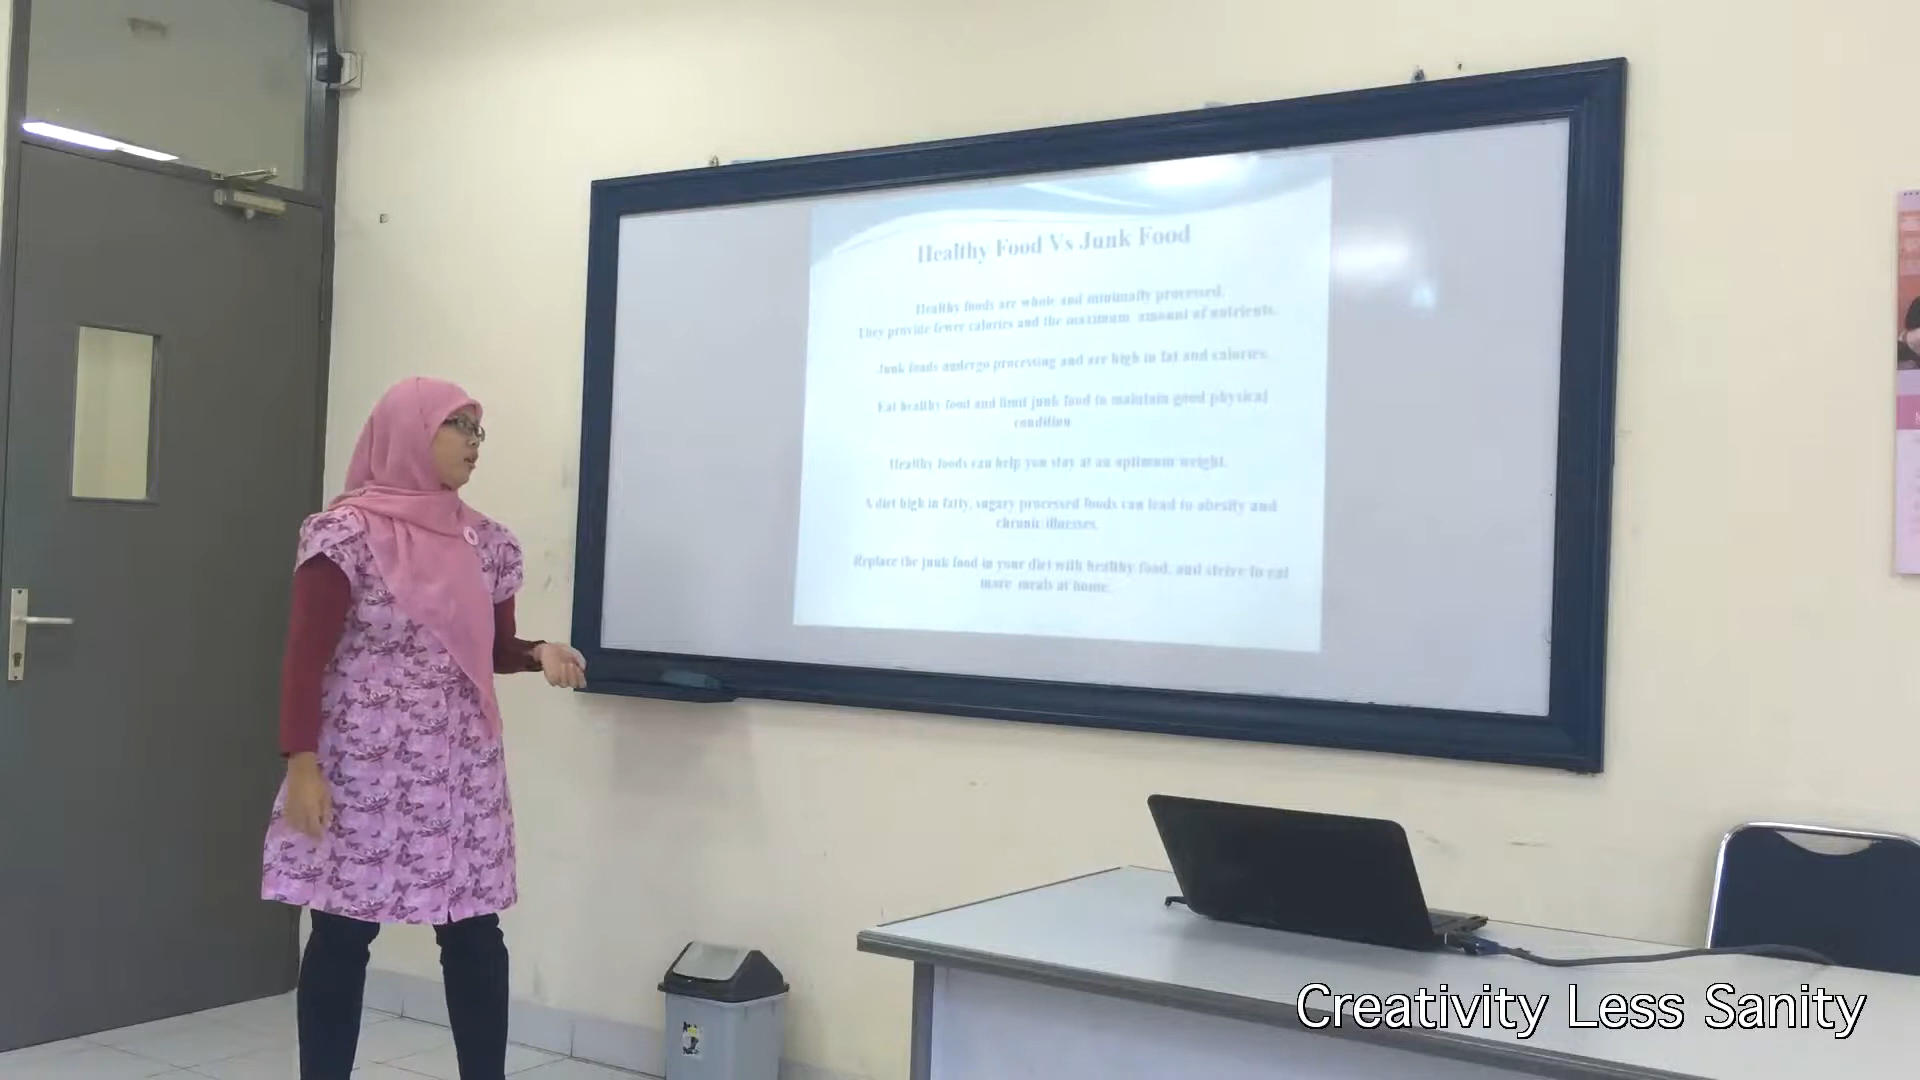 Healthy Food Vs Junk Food
Healthy foods are whole and minimally processed.
They provide fewer calories and the maximum amount of nutrients.
Junk foods undergo processing and are high in fat and calories.
Eat healthy food and limit junk food to maintain good physical
condition
Healthy foods can help you stay at an optimum weight.
A diet high in fatty, sugary processed foods can lead to obesity and
chronic illnesses.
Replace the junk food in your diet with healthy food, and strive to eat
more meals at home.
Creativity Less Sanity